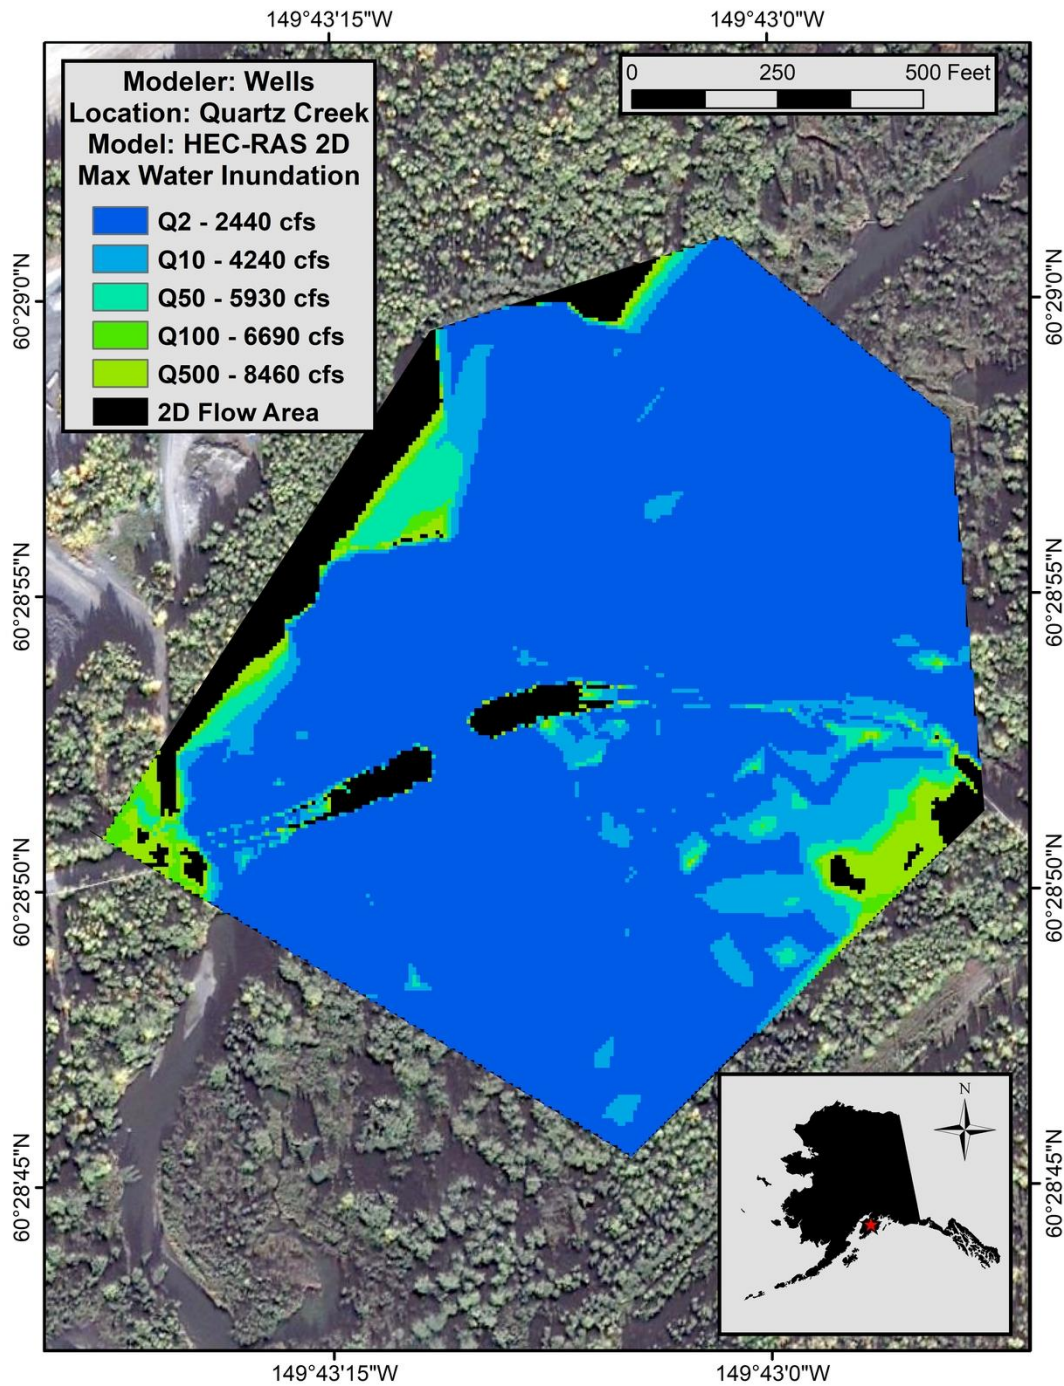 149°43'15"W 149°43'0"W
Modeler: Wells
Location: Quartz Creek
Model: HEC-RAS 2D
Max Water Inundation
Q2 - 2440 cfs
Q10 - 4240 cfs
Q50 - 5930 cfs
Q100 - 6690 cfs
Q500 - 8460 cfs
2D Flow Area
0 250 500 Feet
60°29'0"N
60°28'55"N
60°28'50"N
60°28'45"N
60°29'0"N
60°28'55"N
60°28'50"N
60°28'45"N
N
149°43'15"W 149°43'0"W